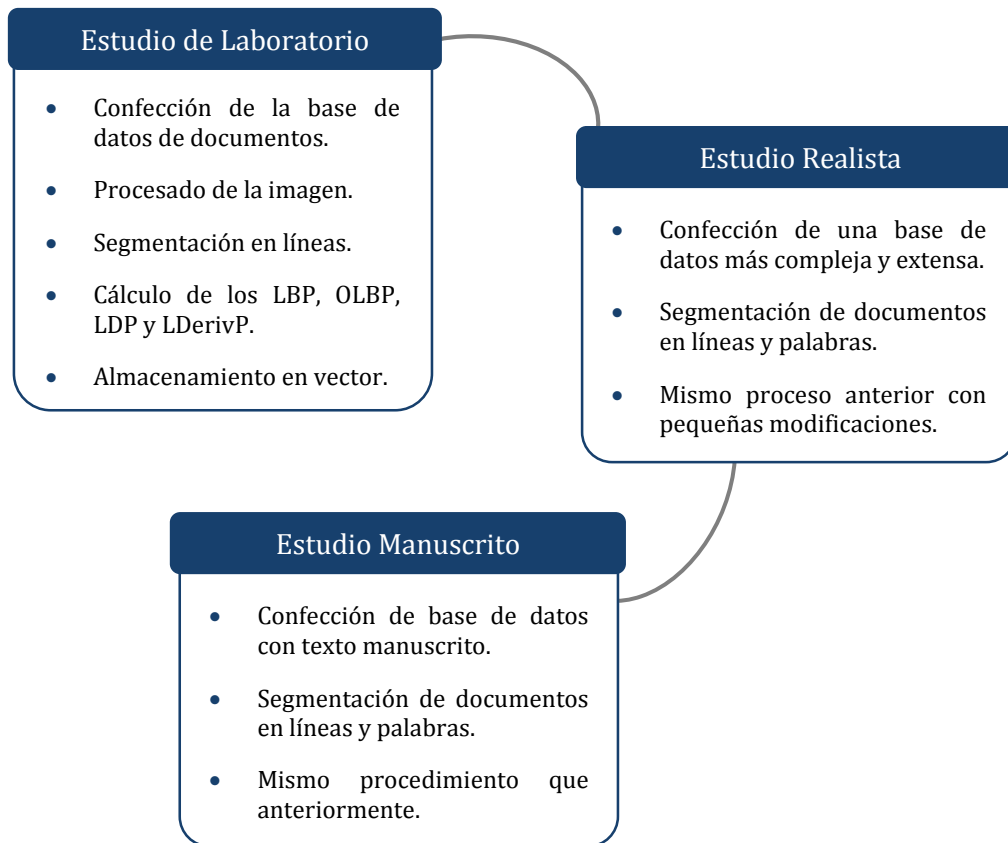 Estudio de Laboratorio
• Confección de la base de
datos de documentos.
• Procesado de la imagen.
• Segmentación en líneas.
• Cálculo de los LBP, OLBP,
LDP y LDerivP.
• Almacenamiento en vector.
Estudio Realista
• Confección de una base de
datos más compleja y extensa.
• Segmentación de documentos
en líneas y palabras.
• Mismo proceso anterior con
pequeñas modificaciones.
Estudio Manuscrito
• Confección de base de datos
con texto manuscrito.
• Segmentación de documentos
en líneas y palabras.
• Mismo procedimiento que
anteriormente.